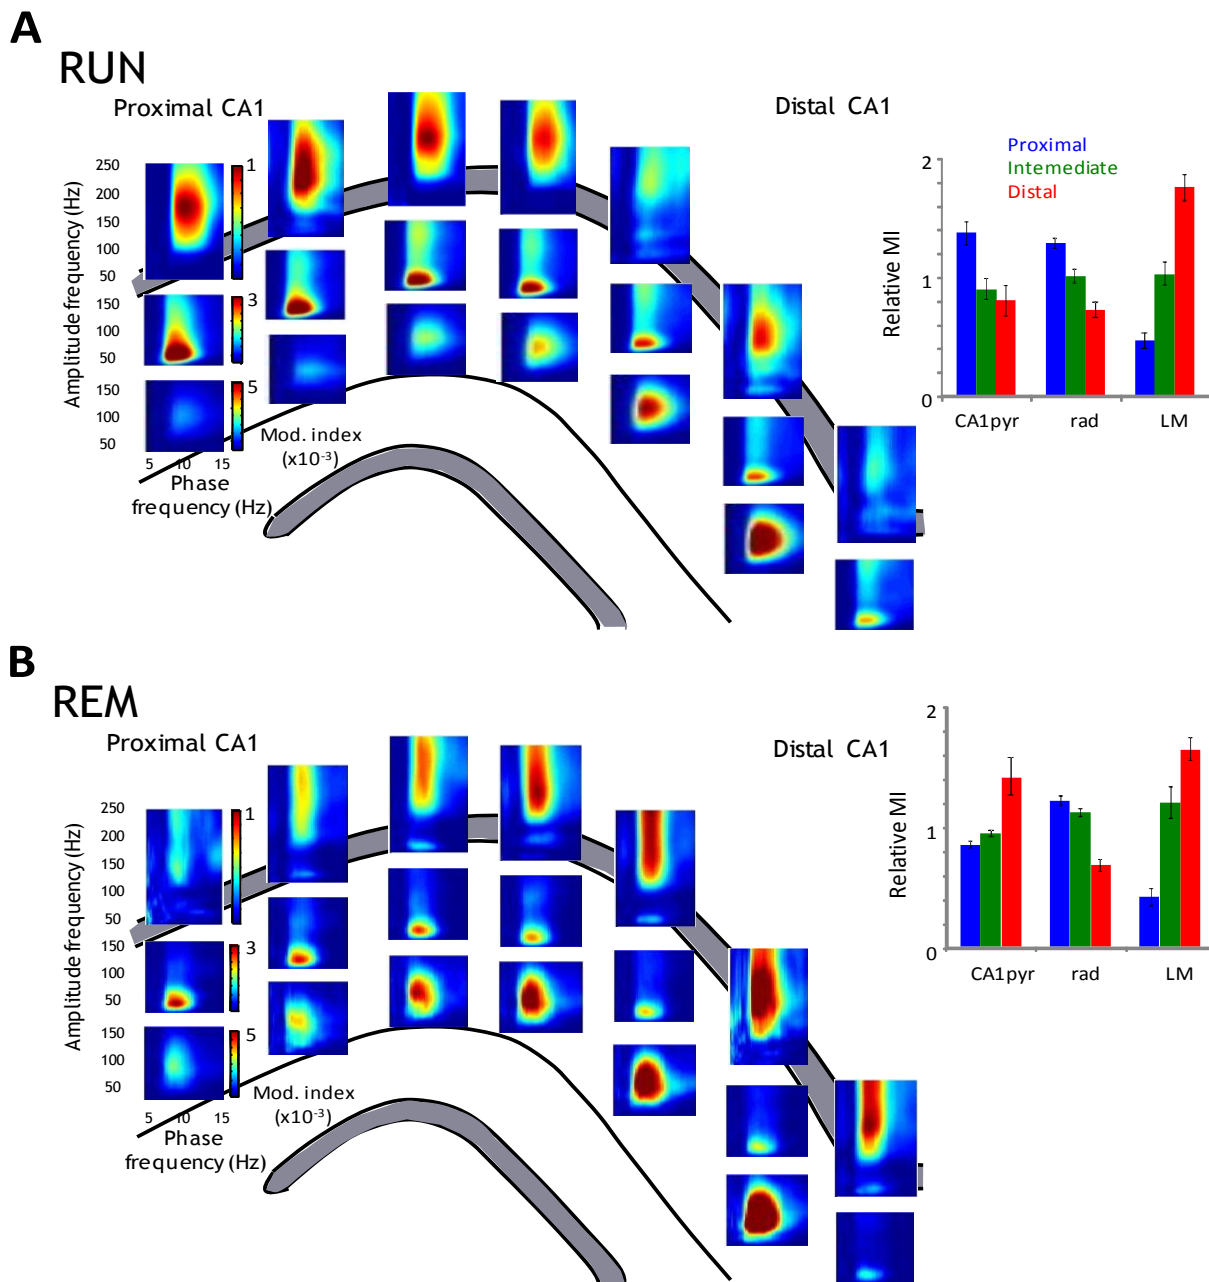 A
RUN
Proximal CA1
Distal CA1
Amplitude frequency (Hz)
250
200
150
100
50
150
100
50
150
100
50
1
3
5
5 10 15
Phase
frequency (Hz)
Mod. index
(x10-3)
Proximal
Intemediate
Distal
Relative MI
2
1
0
CA1pyr rad LM
B
REM
Proximal CA1
Distal CA1
Amplitude frequency (Hz)
250
200
150
100
50
150
100
50
150
100
50
1
3
5
5 10 15
Phase
frequency (Hz)
Mod. index
(x10-3)
Relative MI
2
1
0
CA1pyr rad LM